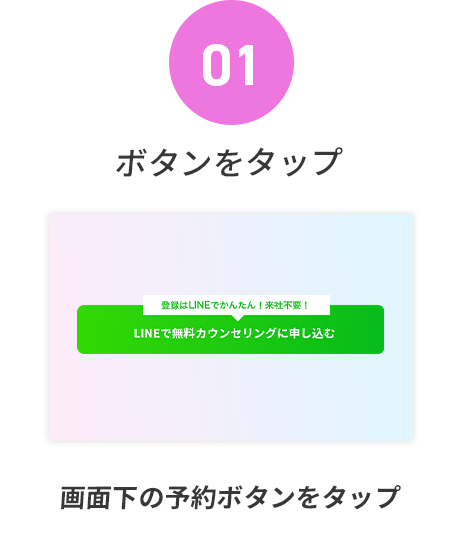 01
ボタンをタップ
登録はLINEでかんたん！来社不要！
LINEで無料カウンセリングに申し込む
画面下の予約ボタンをタップ